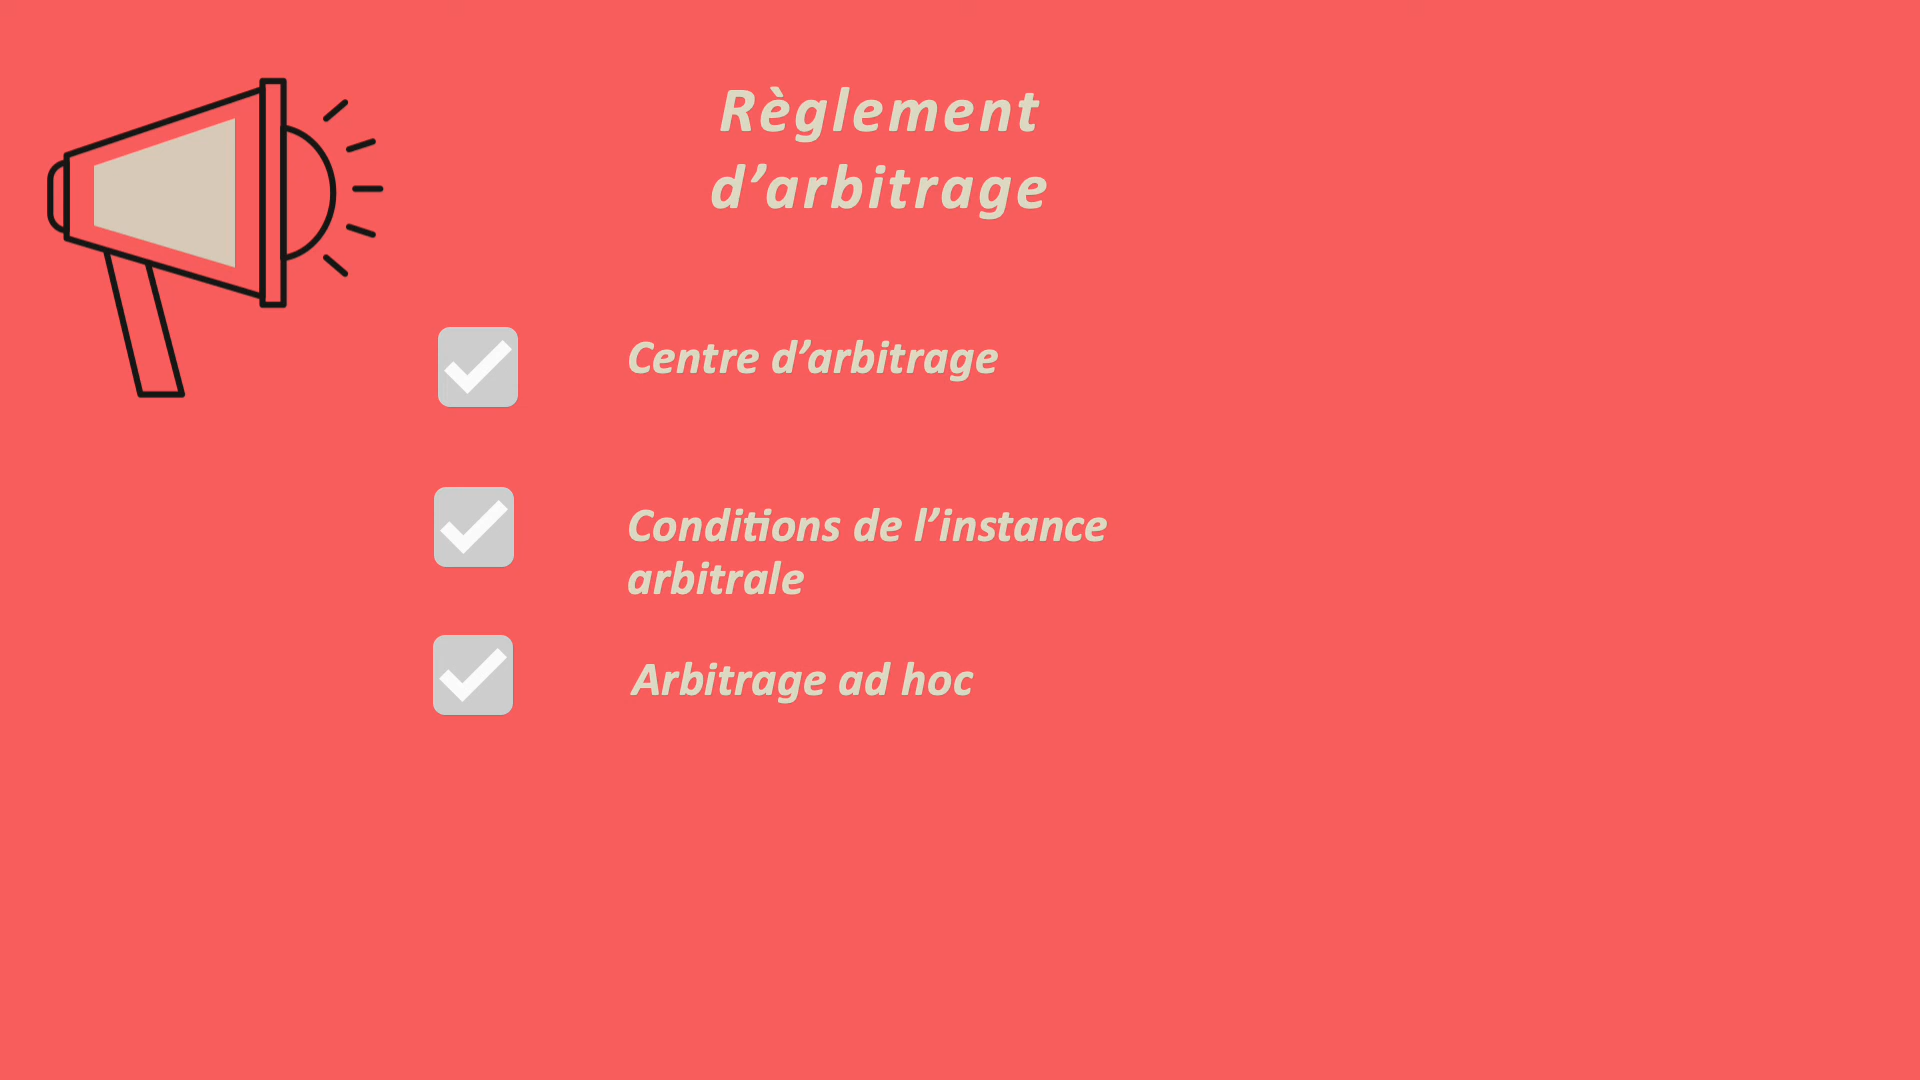 Règlement
d’arbitrage
Centre d’arbitrage
Conditions de l’instance
arbitrale
Arbitrage ad hoc